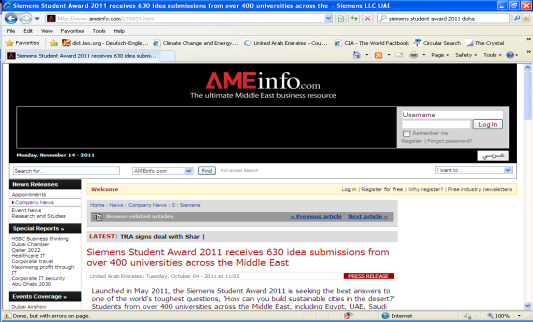 Siemens Student Award 2011 receives 630 idea submissions from over 400 universities across the - Siemens LLC UAE
http://www.ameinfo.com/276624.html
siemens student award 2011 doha
File Edit View Favorites Tools Help
Favorites dict.leo.org - Deutsch-Englis... Climate Change and Energy... United Arab Emirates - Cou... CIA - The World Factbook Circular Search The Crystal
Siemens Student Award 2011 receives 630 idea submi...
Page Safety Tools
AMEinfo.com
The ultimate Middle East business resource
Username
Log In
Remember me
Register | Forgot password?
Monday, November 14 - 2011
عربي
Search for... AMEinfo.com Find Advanced Search I want to ...
News Releases
Appointments
Company News
Event News
Research and Studies
Special Reports »
HSBC Business thinking
Dubai Chamber
Qatar 2022
Healthcare IT
Corporate travel
Maximising profit through
IT
Corporate IT security
Abu Dhabi 2030
Events Coverage »
Dubai Airshow
Welcome Log in | Register for free | Why register? | Free industry newsletters
Home : News : Company News : S : Siemens
Browse related articles « Previous article Next article »
LATEST: TRA signs deal with Shar |
Siemens Student Award 2011 receives 630 idea submissions from
over 400 universities across the Middle East
United Arab Emirates: Tuesday, October 04 - 2011 at 11:02 PRESS RELEASE
Launched in May 2011, the Siemens Student Award 2011 is seeking the best answers to
one of the world's toughest questions, 'How can you build sustainable cities in the desert?'
Students from over 400 universities across the Middle East, including Egypt, UAE, Saudi
Done, but with errors on page. Internet 100%